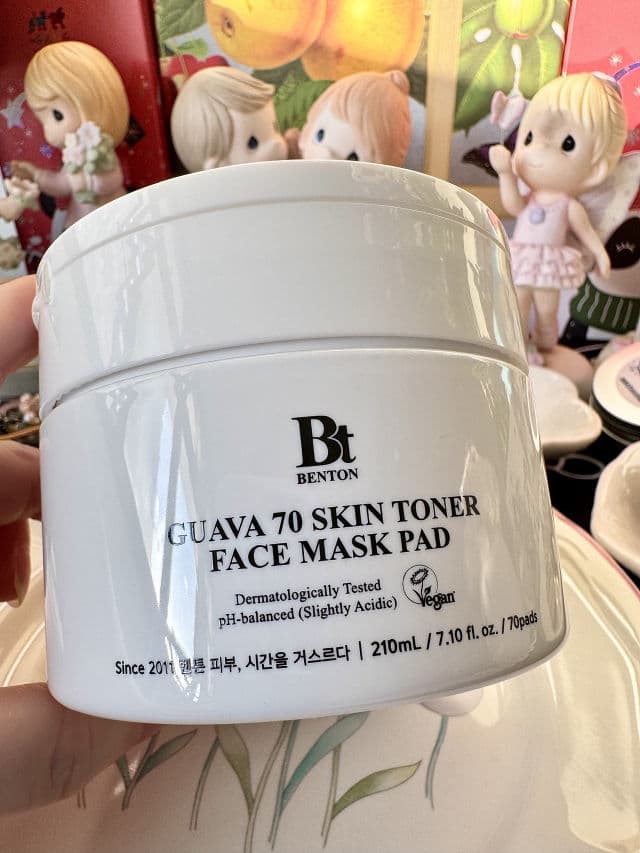 Bt
BENTON
GUAVA 70 SKIN TONER
FACE MASK PAD
Dermatologically Tested
pH-balanced (Slightly Acidic)
Vegan
Since 2011 벤튼 피부, 시간을 거스르다 | 210mL / 7.10 fl. oz. / 70pads